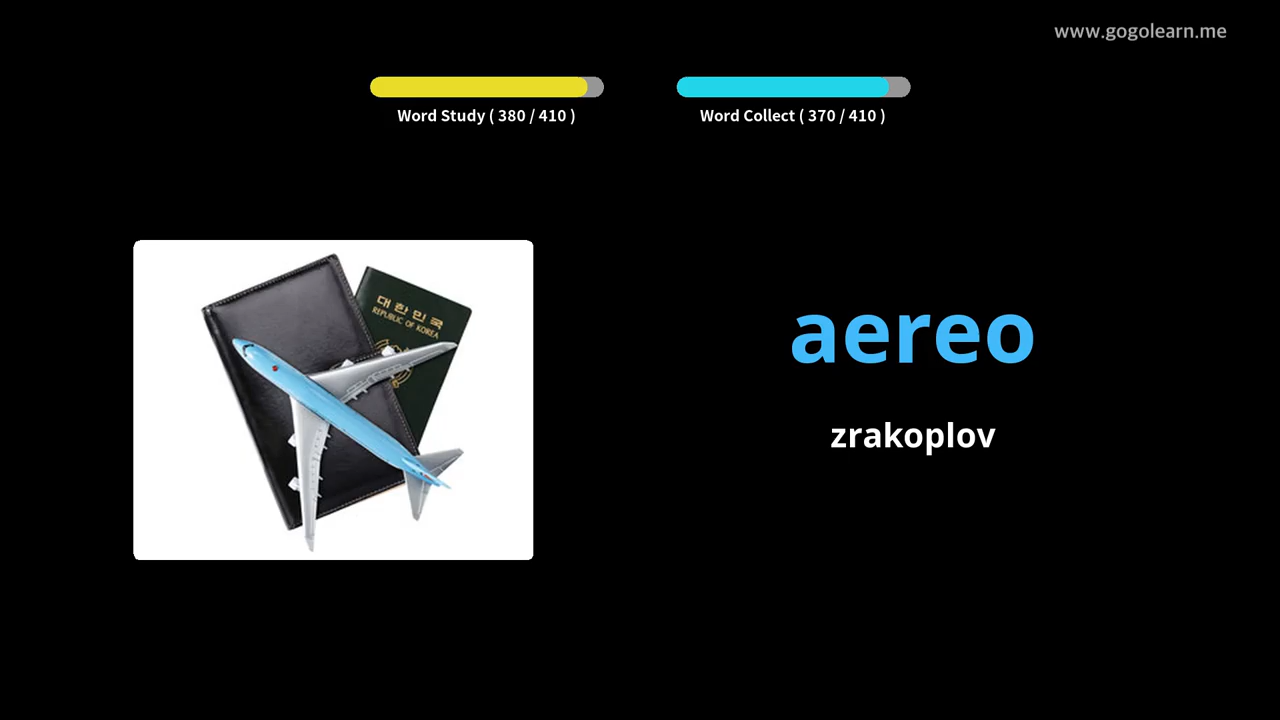 www.gogolearn.me
Word Study ( 380 / 410 )
Word Collect ( 370 / 410 )
대한민국
REPUBLIC OF KOREA
aereo
zrakoplov